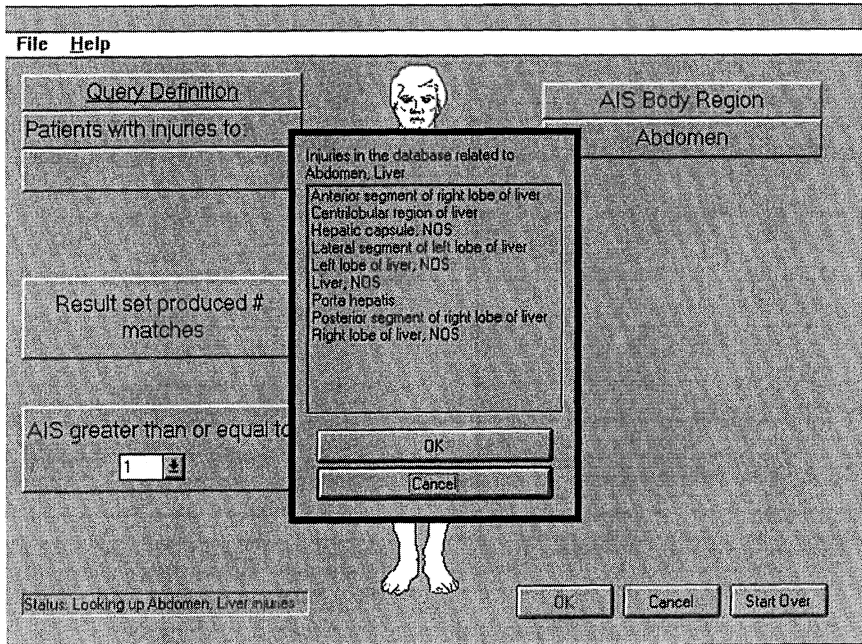 File Help
Query Definition
Patients with injuries to:
AIS Body Region
Abdomen
Injuries in the database related to
Abdomen, Liver
Anterior segment of right lobe of liver
Centrilobular region of liver
Hepatic capsule, NOS
Lateral segment of left lobe of liver
Left lobe of liver, NOS
Liver, NOS
Porta hepatis
Posterior segment of right lobe of liver
Right lobe of liver, NOS
Result set produced #
matches
AIS greater than or equal to
1
OK
Cancel
Status: Looking up Abdomen, Liver injuries
OK
Cancel
Start Over